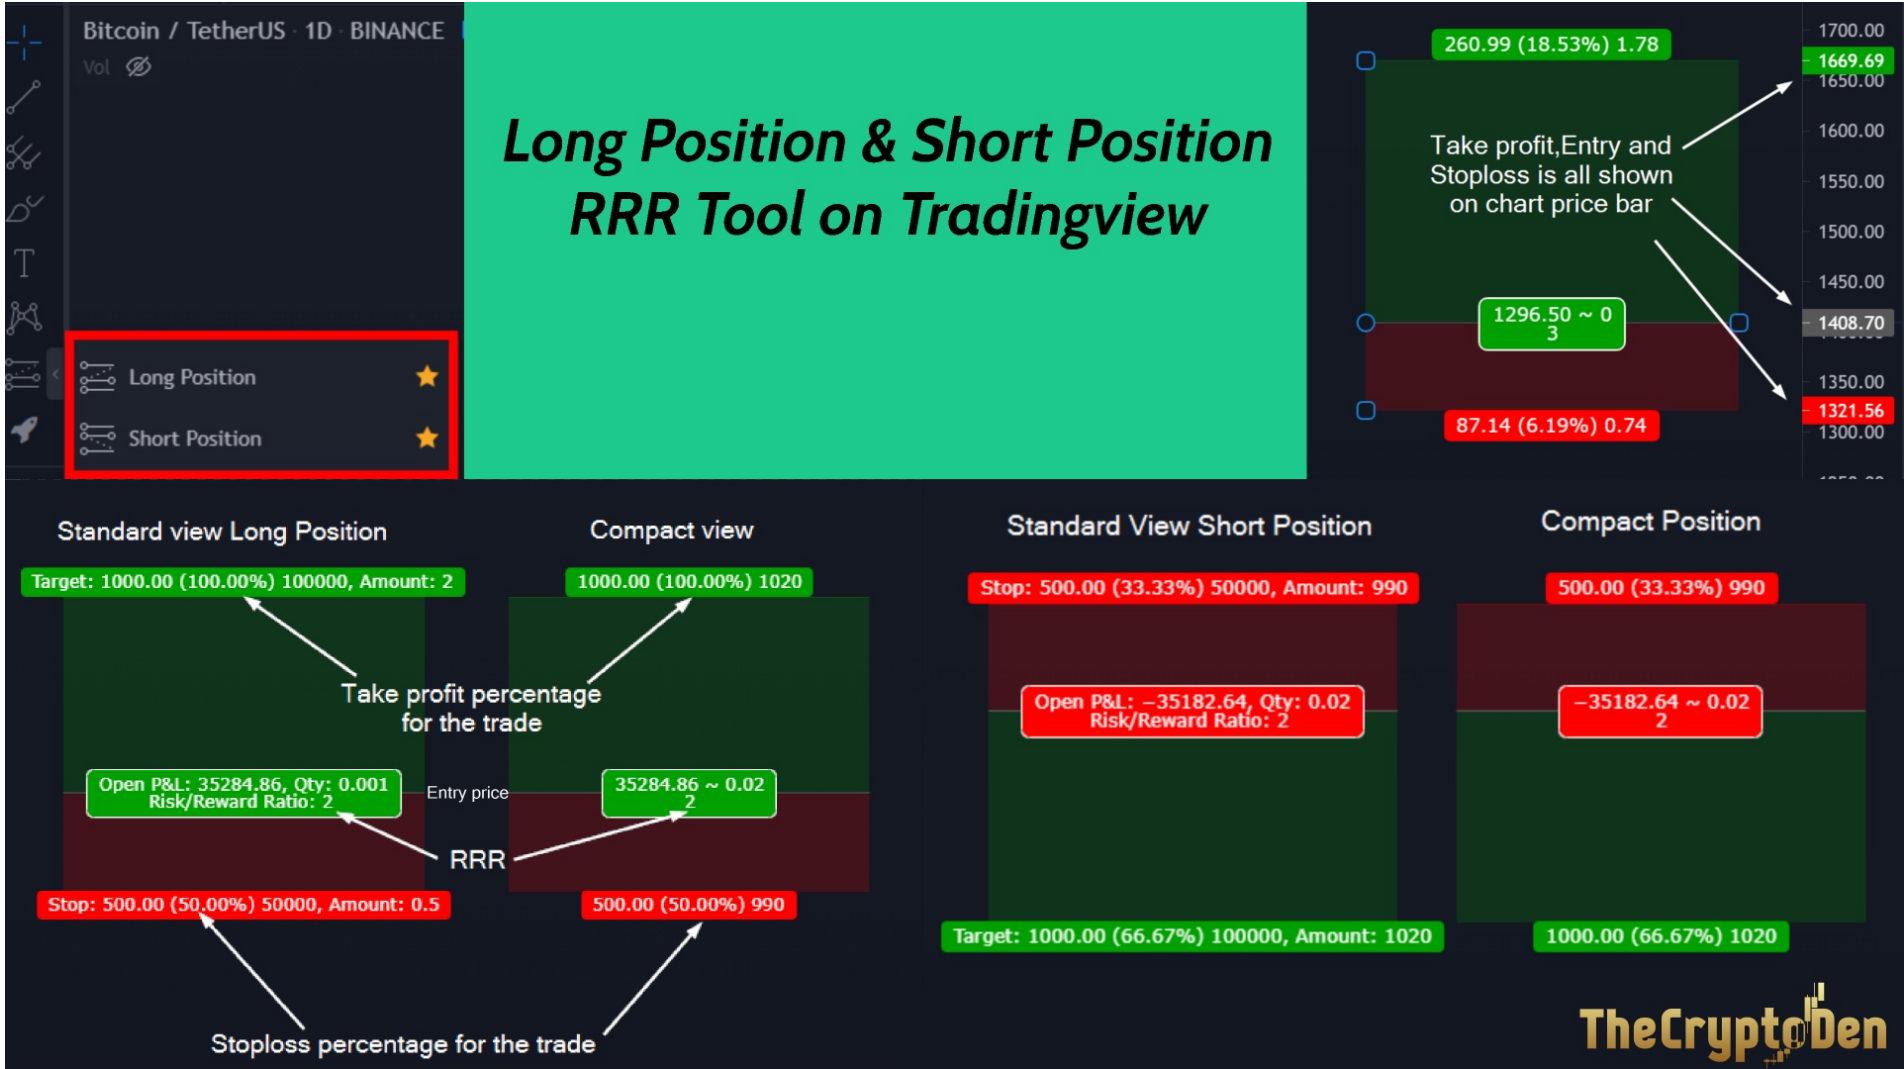 Bitcoin / TetherUS · 1D · BINANCE
Vol
T
Long Position
Short Position
Long Position & Short Position
RRR Tool on Tradingview
260.99 (18.53%) 1.78
Take profit,Entry and
Stoploss is all shown
on chart price bar
1296.50 ~ 0
3
87.14 (6.19%) 0.74
1700.00
1669.69
1650.00
1600.00
1550.00
1500.00
1450.00
1408.70
1350.00
1321.56
1300.00
Standard view Long Position
Target: 1000.00 (100.00%) 100000, Amount: 2
Compact view
1000.00 (100.00%) 1020
Take profit percentage
for the trade
Open P&L: 35284.86, Qty: 0.001
Risk/Reward Ratio: 2
Entry price
35284.86 ~ 0.02
2
RRR
Stop: 500.00 (50.00%) 50000, Amount: 0.5
500.00 (50.00%) 990
Stoploss percentage for the trade
Standard View Short Position
Stop: 500.00 (33.33%) 50000, Amount: 990
Open P&L: −35182.64, Qty: 0.02
Risk/Reward Ratio: 2
Target: 1000.00 (66.67%) 100000, Amount: 1020
Compact Position
500.00 (33.33%) 990
−35182.64 ~ 0.02
2
1000.00 (66.67%) 1020
TheCryptoDen